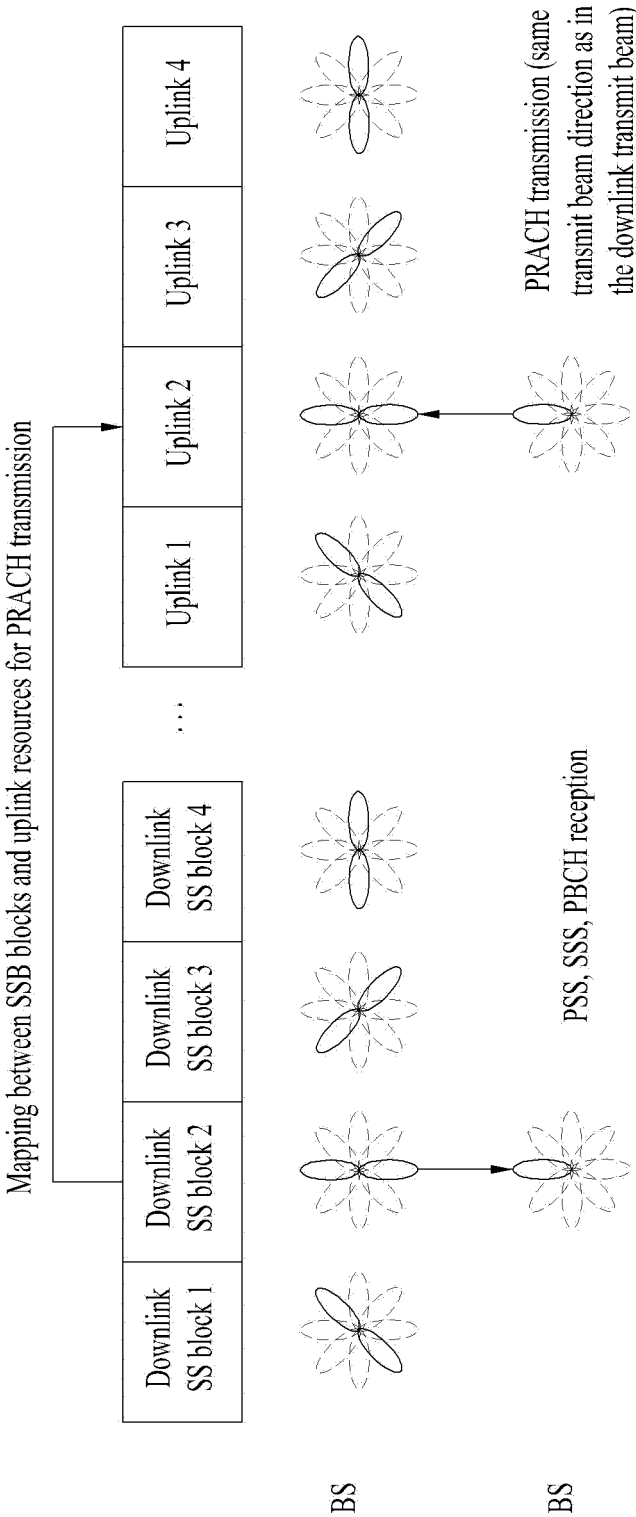 Mapping between SSB blocks and uplink resources for PRACH transmission
Downlink
SS block 1
Downlink
SS block 2
Downlink
SS block 3
Downlink
SS block 4
...
Uplink 1
Uplink 2
Uplink 3
Uplink 4
BS
BS
PSS, SSS, PBCH reception
PRACH transmission (same
transmit beam direction as in
the downlink transmit beam)